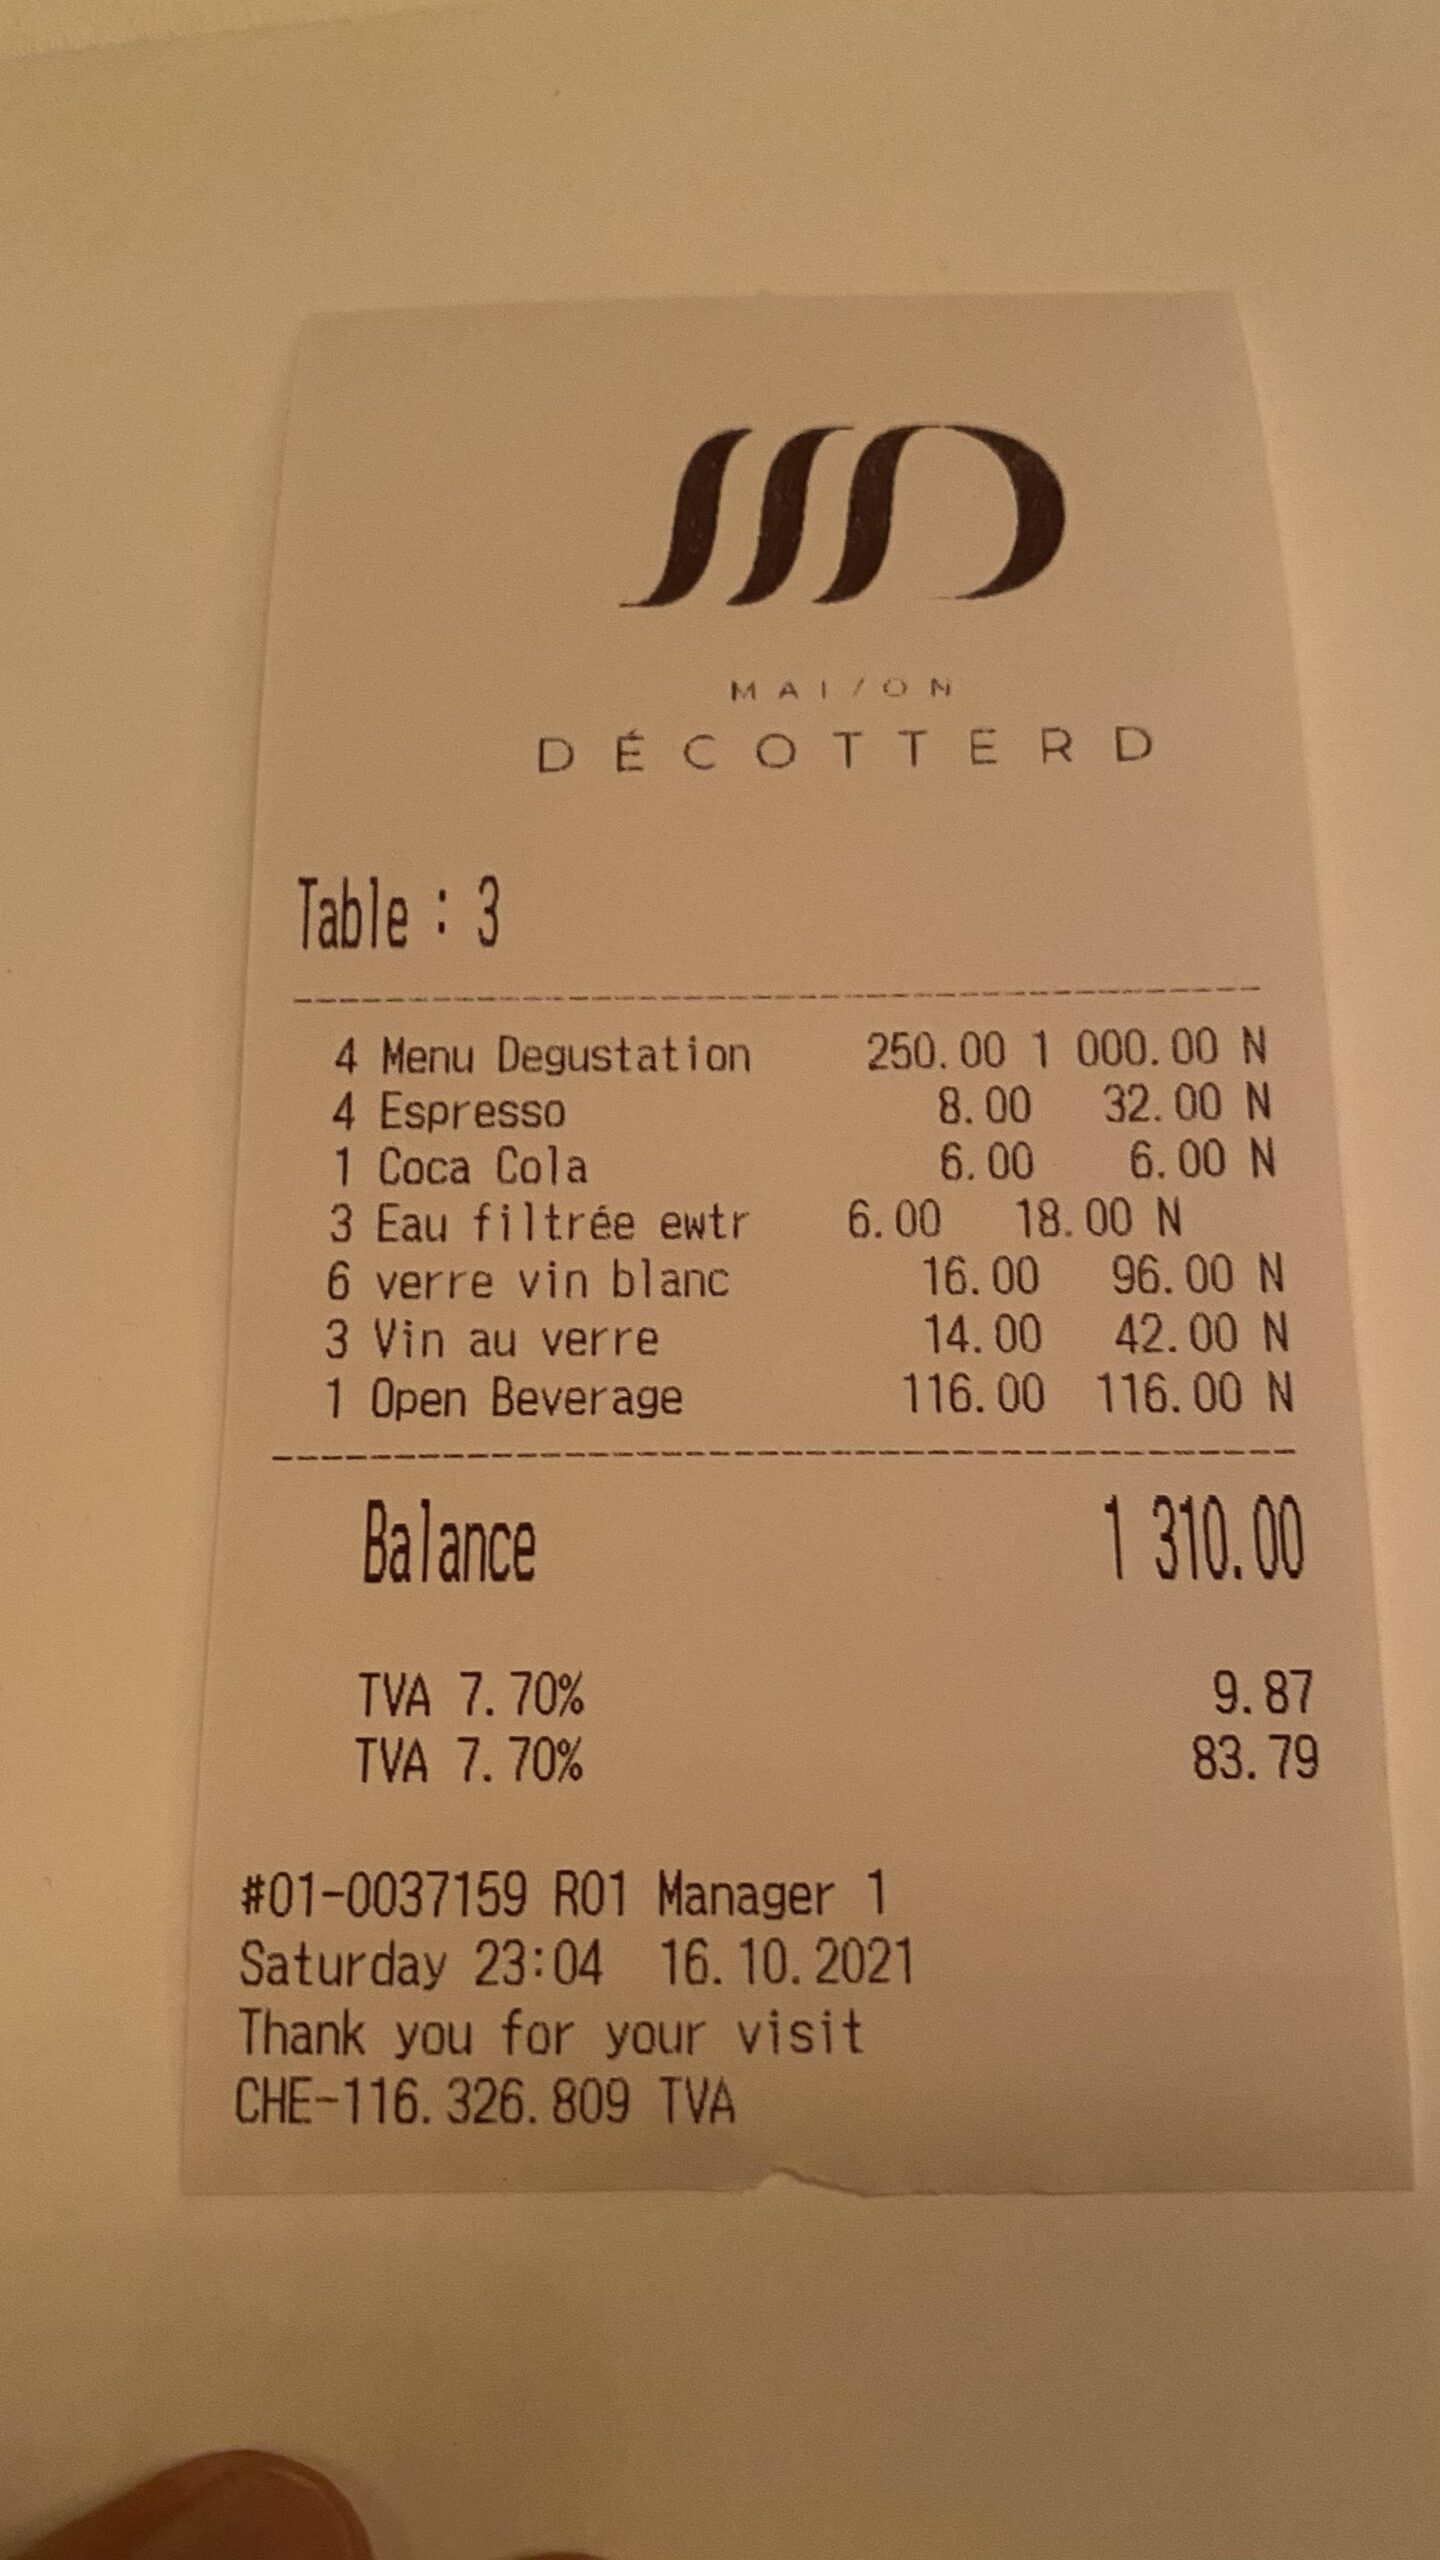 MAISON
DÉCOTTERD
Table : 3
4 Menu Degustation 250.00 1 000.00 N
4 Espresso 8.00 32.00 N
1 Coca Cola 6.00 6.00 N
3 Eau filtrée ewtr 6.00 18.00 N
6 verre vin blanc 16.00 96.00 N
3 Vin au verre 14.00 42.00 N
1 Open Beverage 116.00 116.00 N
Balance 1 310.00
TVA 7.70% 9.87
TVA 7.70% 83.79
#01-0037159 R01 Manager 1
Saturday 23:04 16.10.2021
Thank you for your visit
CHE-116.326.809 TVA